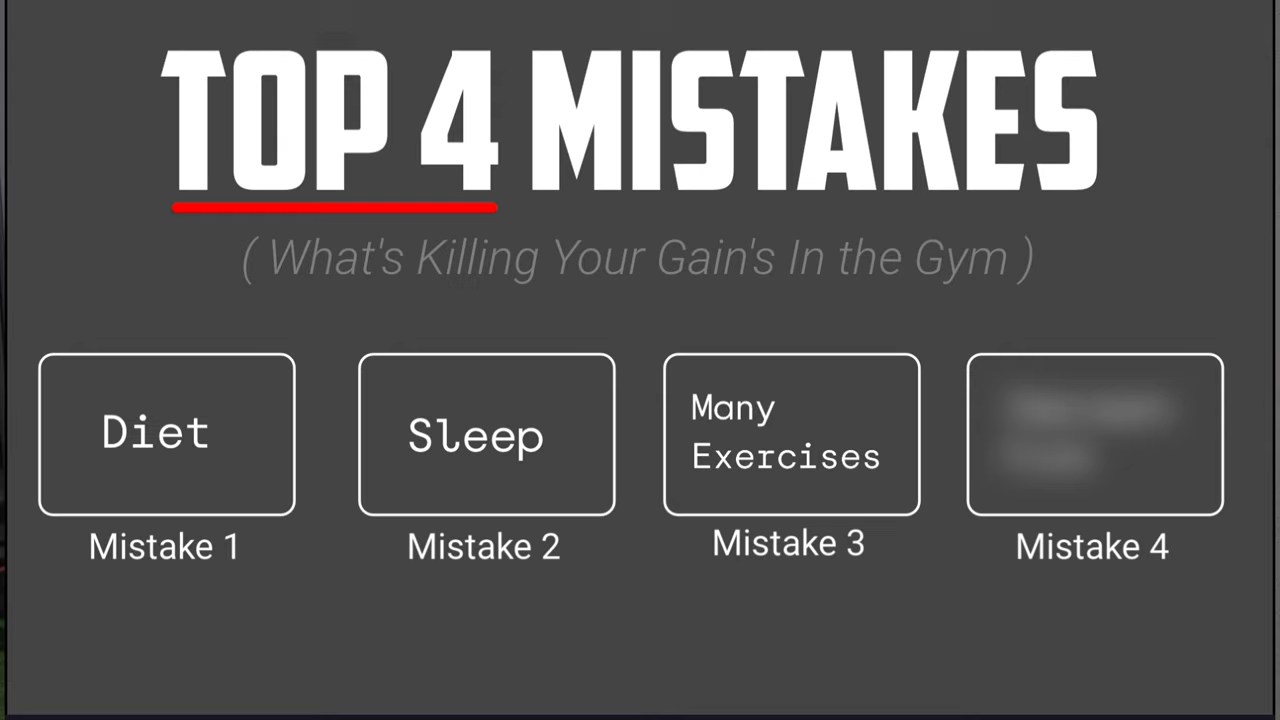 TOP 4 MISTAKES
( What's Killing Your Gain's In the Gym )
Diet
Sleep
Many
Exercises
Mistake 1
Mistake 2
Mistake 3
Mistake 4